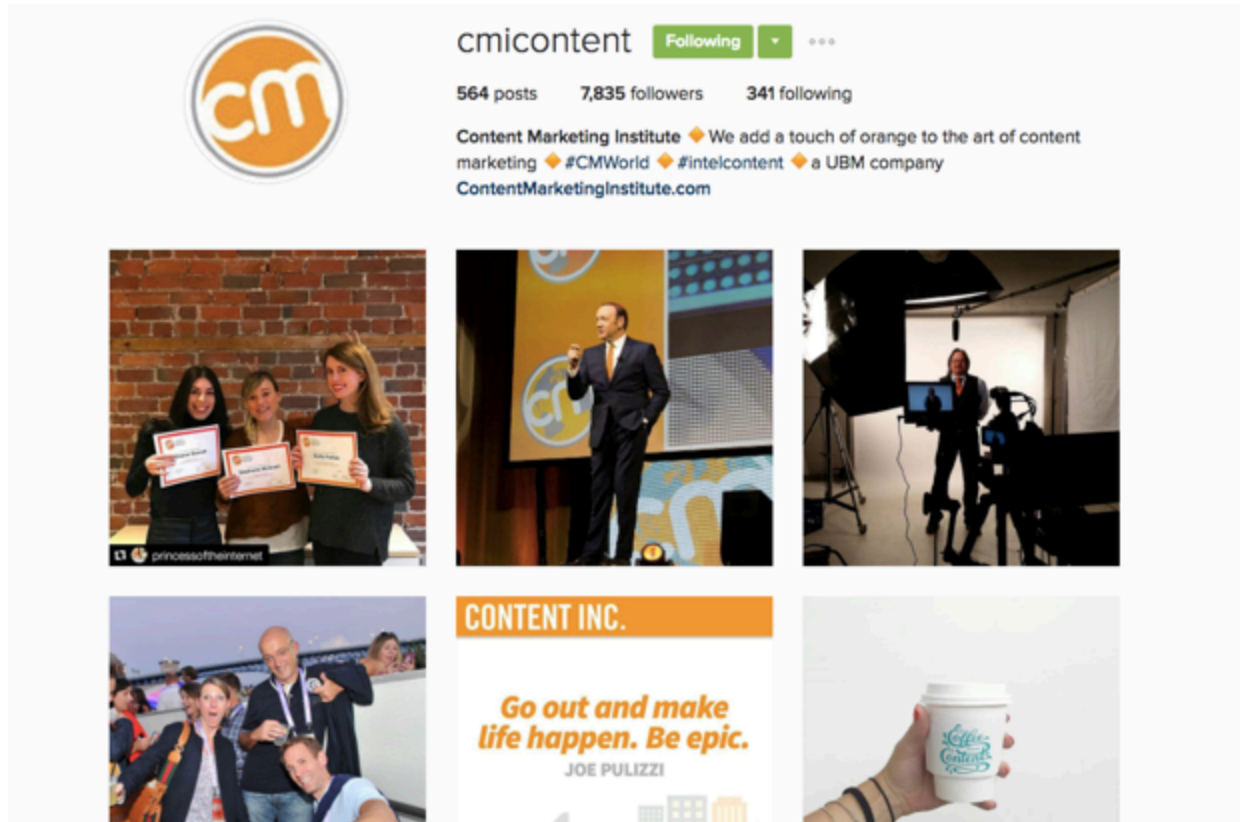 cm
cmicontent Following
564 posts 7,835 followers 341 following
Content Marketing Institute 🔸We add a touch of orange to the art of content
marketing 🔸#CMWorld 🔸#intelcontent 🔸a UBM company
ContentMarketingInstitute.com
cm
cm
princessoftheinternet
CONTENT INC.
Go out and make
life happen. Be epic.
JOE PULIZZI
Coffee
Content